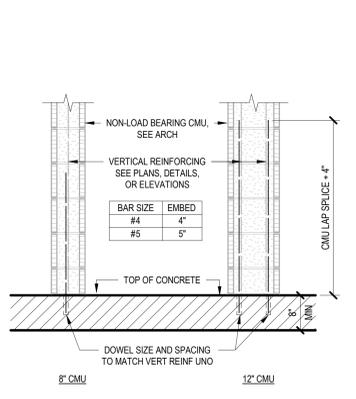 NON-LOAD BEARING CMU,
SEE ARCH
VERTICAL REINFORCING
SEE PLANS, DETAILS,
OR ELEVATIONS
BAR SIZE EMBED
#4 4"
#5 5"
CMU LAP SPLICE + 4"
TOP OF CONCRETE
8"
MIN
DOWEL SIZE AND SPACING
TO MATCH VERT REINF UNO
8" CMU
12" CMU